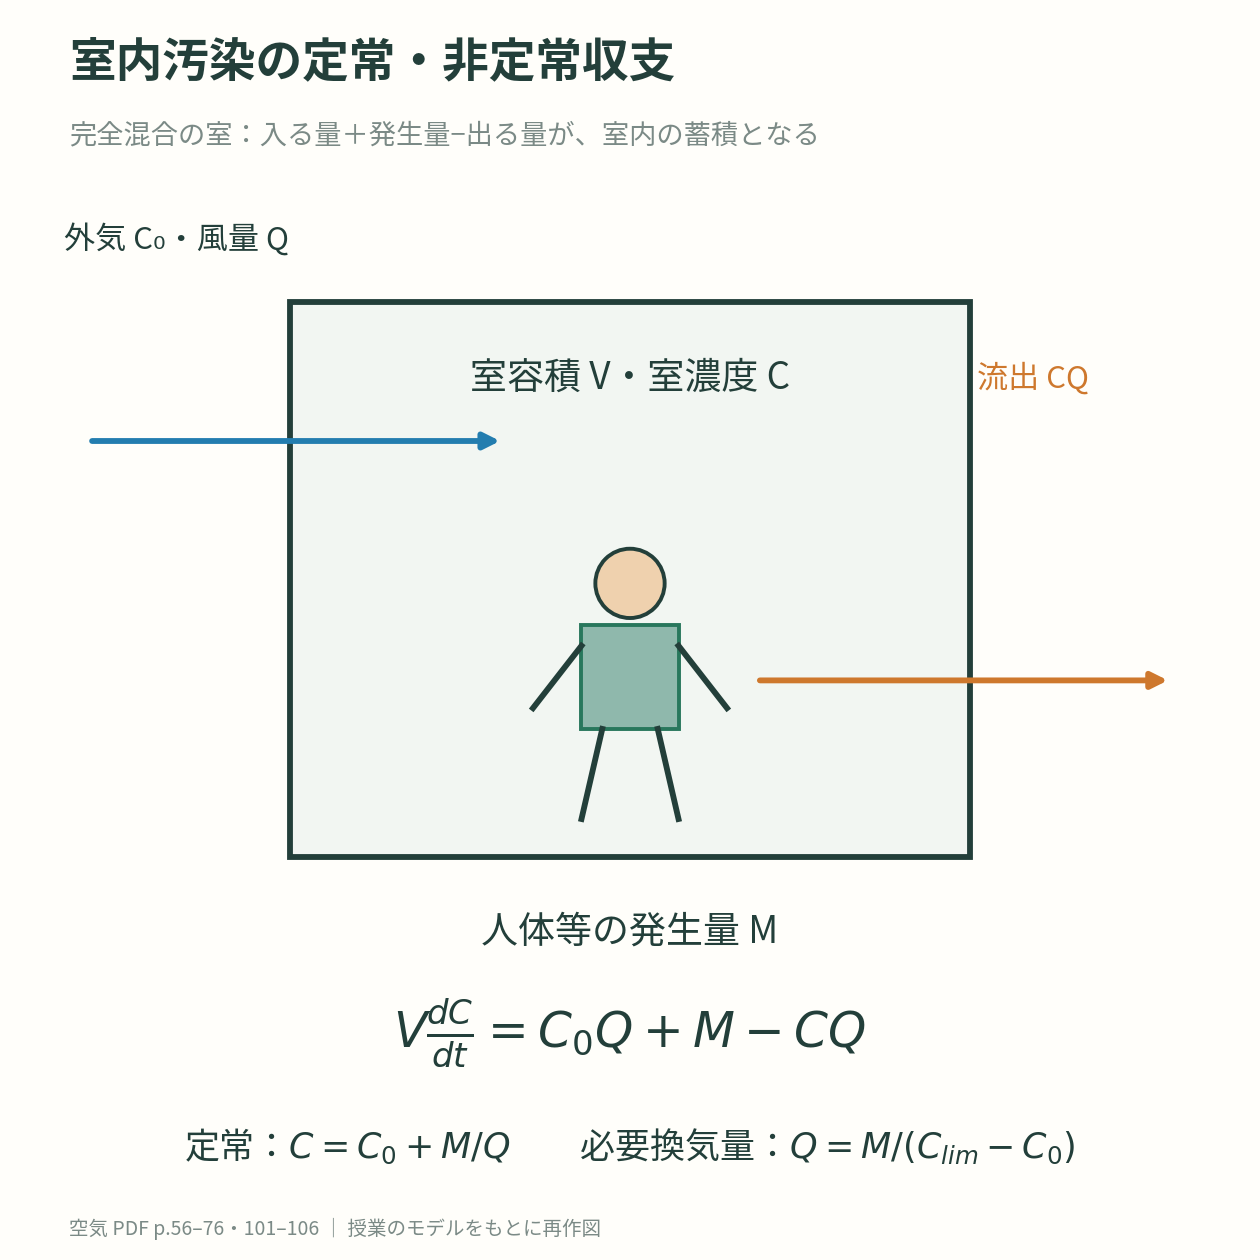 室内汚染の定常・非定常収支
完全混合の室：入る量＋発生量−出る量が、室内の蓄積となる
外気 C₀・風量 Q
室容積 V・室濃度 C
流出 CQ
人体等の発生量 M
V dC/dt = C₀Q + M − CQ
定常：C = C₀ + M/Q　必要換気量：Q = M/(C_lim − C₀)
空気 PDF p.56–76・101–106｜授業のモデルをもとに再作図